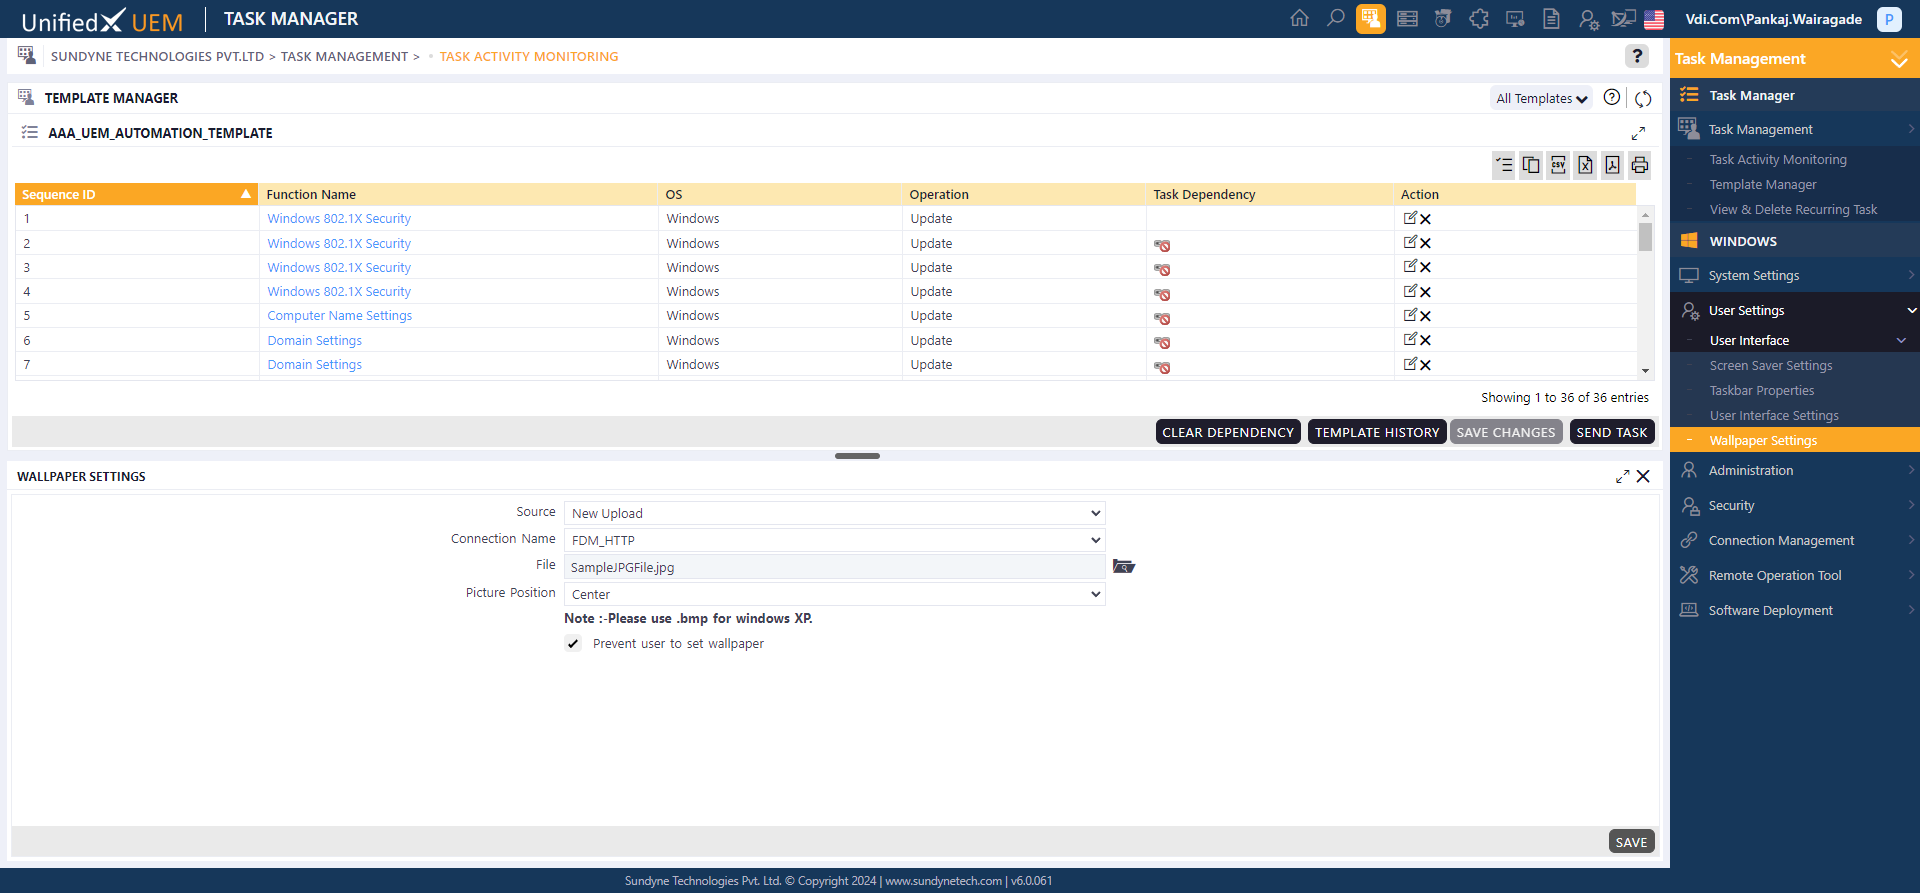 UnifiedX UEM TASK MANAGER Vdi.Com\Pankaj.Wairagade P
SUNDYNE TECHNOLOGIES PVT.LTD > TASK MANAGEMENT > • TASK ACTIVITY MONITORING ?
TEMPLATE MANAGER All Templates ?
AAA_UEM_AUTOMATION_TEMPLATE
CSV
Sequence ID Function Name OS Operation Task Dependency Action
1 Windows 802.1X Security Windows Update
2 Windows 802.1X Security Windows Update
3 Windows 802.1X Security Windows Update
4 Windows 802.1X Security Windows Update
5 Computer Name Settings Windows Update
6 Domain Settings Windows Update
7 Domain Settings Windows Update
Showing 1 to 36 of 36 entries
CLEAR DEPENDENCY TEMPLATE HISTORY SAVE CHANGES SEND TASK
WALLPAPER SETTINGS
Source New Upload
Connection Name FDM_HTTP
File SampleJPGFile.jpg
Picture Position Center
Note :-Please use .bmp for windows XP.
Prevent user to set wallpaper
SAVE
Task Management
Task Manager
Task Management
Task Activity Monitoring
Template Manager
View & Delete Recurring Task
WINDOWS
System Settings
User Settings
User Interface
Screen Saver Settings
Taskbar Properties
User Interface Settings
Wallpaper Settings
Administration
Security
Connection Management
Remote Operation Tool
Software Deployment
Sundyne Technologies Pvt. Ltd. © Copyright 2024 | www.sundynetech.com | v6.0.061